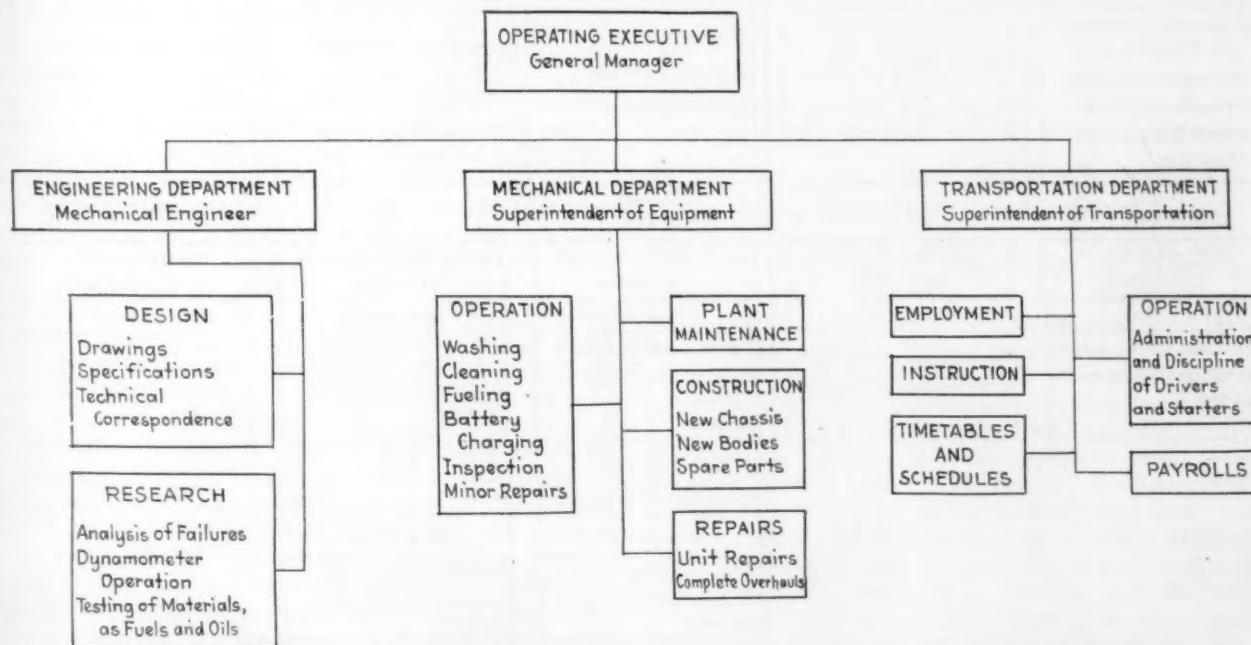 OPERATING EXECUTIVE
General Manager
ENGINEERING DEPARTMENT
Mechanical Engineer
MECHANICAL DEPARTMENT
Superintendent of Equipment
TRANSPORTATION DEPARTMENT
Superintendent of Transportation
DESIGN
Drawings
Specifications
Technical
Correspondence
RESEARCH
Analysis of Failures
Dynamometer
Operation
Testing of Materials,
as Fuels and Oils
OPERATION
Washing
Cleaning
Fueling
Battery
Charging
Inspection
Minor Repairs
PLANT
MAINTENANCE
CONSTRUCTION
New Chassis
New Bodies
Spare Parts
REPAIRS
Unit Repairs
Complete Overhauls
EMPLOYMENT
INSTRUCTION
TIMETABLES
AND
SCHEDULES
OPERATION
Administration
and Discipline
of Drivers
and Starters
PAYROLLS